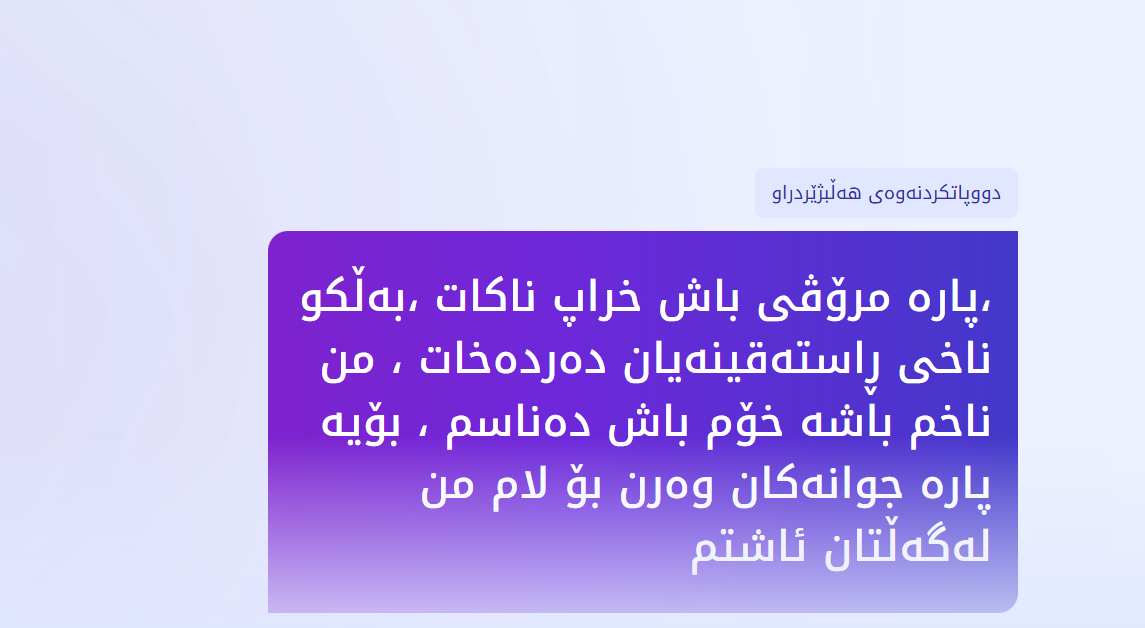 دووپاتکردنەوەی هەڵبژێردراو
،پارە مرۆڤی باش خراپ ناکات ،بەڵکو
ناخی ڕاستەقینەیان دەردەخات ، من
ناخم باشە خۆم باش دەناسم ، بۆیە
پارە جوانەکان وەرن بۆ لام من
لەگەڵتان ئاشتم